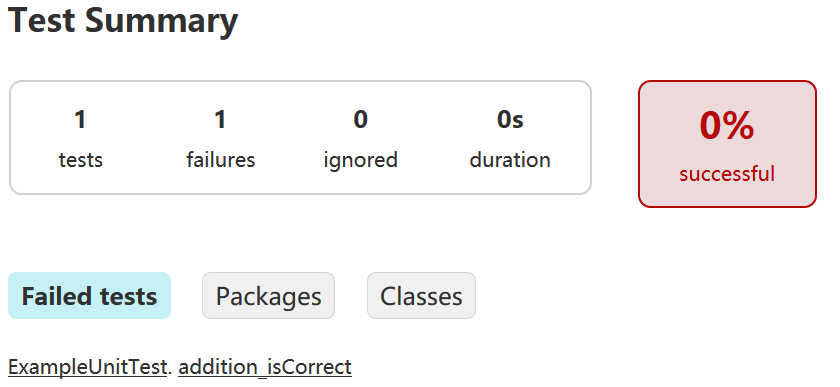 Test Summary
1 1 0 0s
tests failures ignored duration
0%
successful
Failed tests Packages Classes
ExampleUnitTest. addition_isCorrect